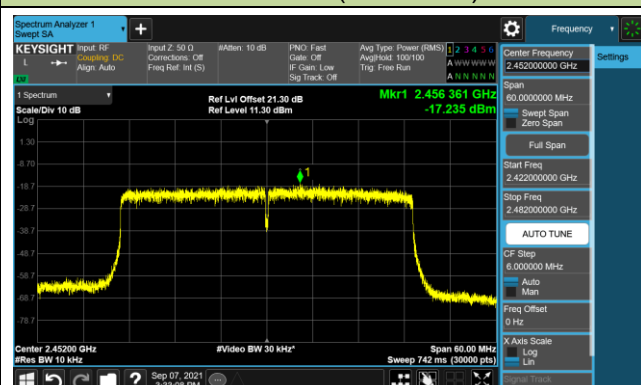 Spectrum Analyzer 1
Swept SA
+
Frequency
KEYSIGHT
L
Input: RF
Coupling: DC
Align: Auto
Input Z: 50 Ω
Corrections: Off
Freq Ref: Int (S)
#Atten: 10 dB
PNO: Fast
Gate: Off
IF Gain: Low
Sig Track: Off
Avg Type: Power (RMS)
Avg|Hold: 100/100
Trig: Free Run
1 2 3 4 5 6
A W W W W W
A N N N N N
1 Spectrum
Scale/Div 10 dB
Log
Ref Lvl Offset 21.30 dB
Ref Level 11.30 dBm
Mkr1 2.456 361 GHz
-17.235 dBm
1.30
-8.70
-18.7
-28.7
-38.7
-48.7
-58.7
-68.7
-78.7
1
Center 2.45200 GHz
#Res BW 10 kHz
#Video BW 30 kHz*
Span 60.00 MHz
Sweep 742 ms (30000 pts)
Center Frequency
2.452000000 GHz
Settings
Span
60.0000000 MHz
Swept Span
Zero Span
Full Span
Start Freq
2.422000000 GHz
Stop Freq
2.482000000 GHz
AUTO TUNE
CF Step
6.000000 MHz
Auto
Man
Freq Offset
0 Hz
X Axis Scale
Log
Lin
Signal Track
?
Sep 07, 2021